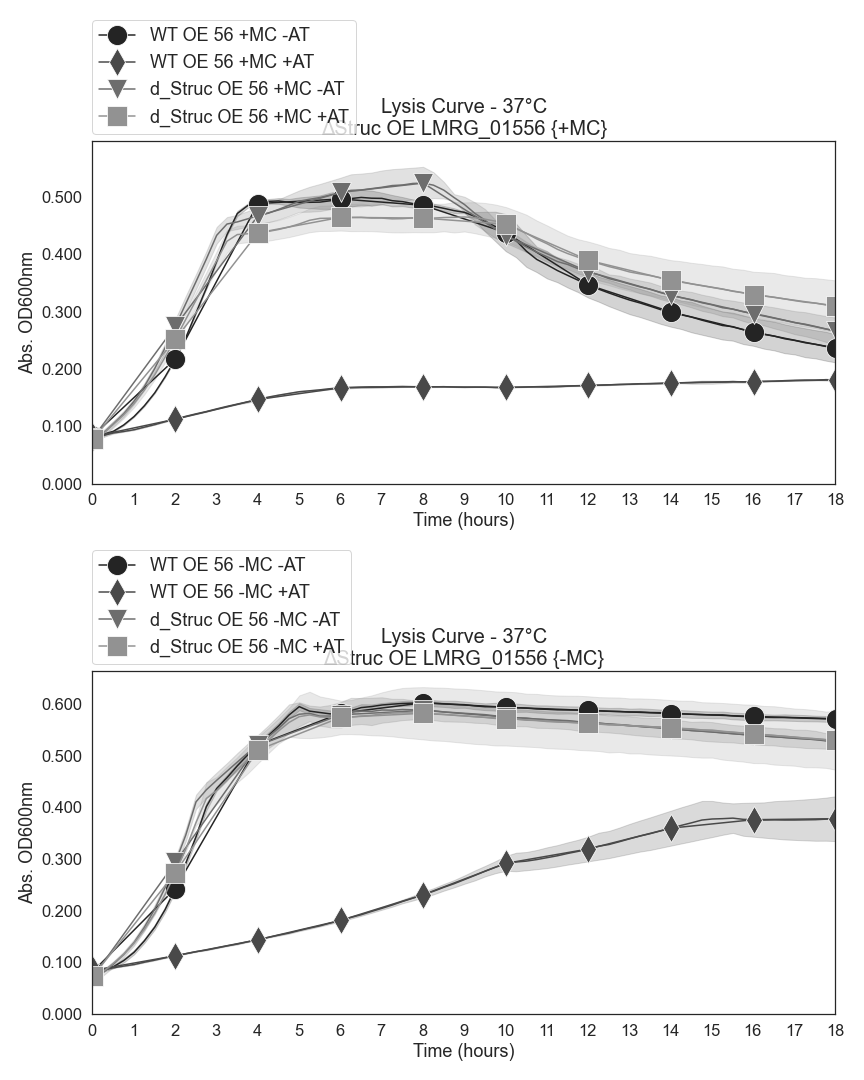 WT OE 56 +MC -AT
WT OE 56 +MC +AT
d_Struc OE 56 +MC -AT
d_Struc OE 56 +MC +AT
Lysis Curve - 37°C
ΔStruc OE LMRG_01556 {+MC}
Abs. OD600nm
0.500
0.400
0.300
0.200
0.100
0.000
0 1 2 3 4 5 6 7 8 9 10 11 12 13 14 15 16 17 18
Time (hours)
WT OE 56 -MC -AT
WT OE 56 -MC +AT
d_Struc OE 56 -MC -AT
d_Struc OE 56 -MC +AT
Lysis Curve - 37°C
ΔStruc OE LMRG_01556 {-MC}
Abs. OD600nm
0.600
0.500
0.400
0.300
0.200
0.100
0.000
0 1 2 3 4 5 6 7 8 9 10 11 12 13 14 15 16 17 18
Time (hours)